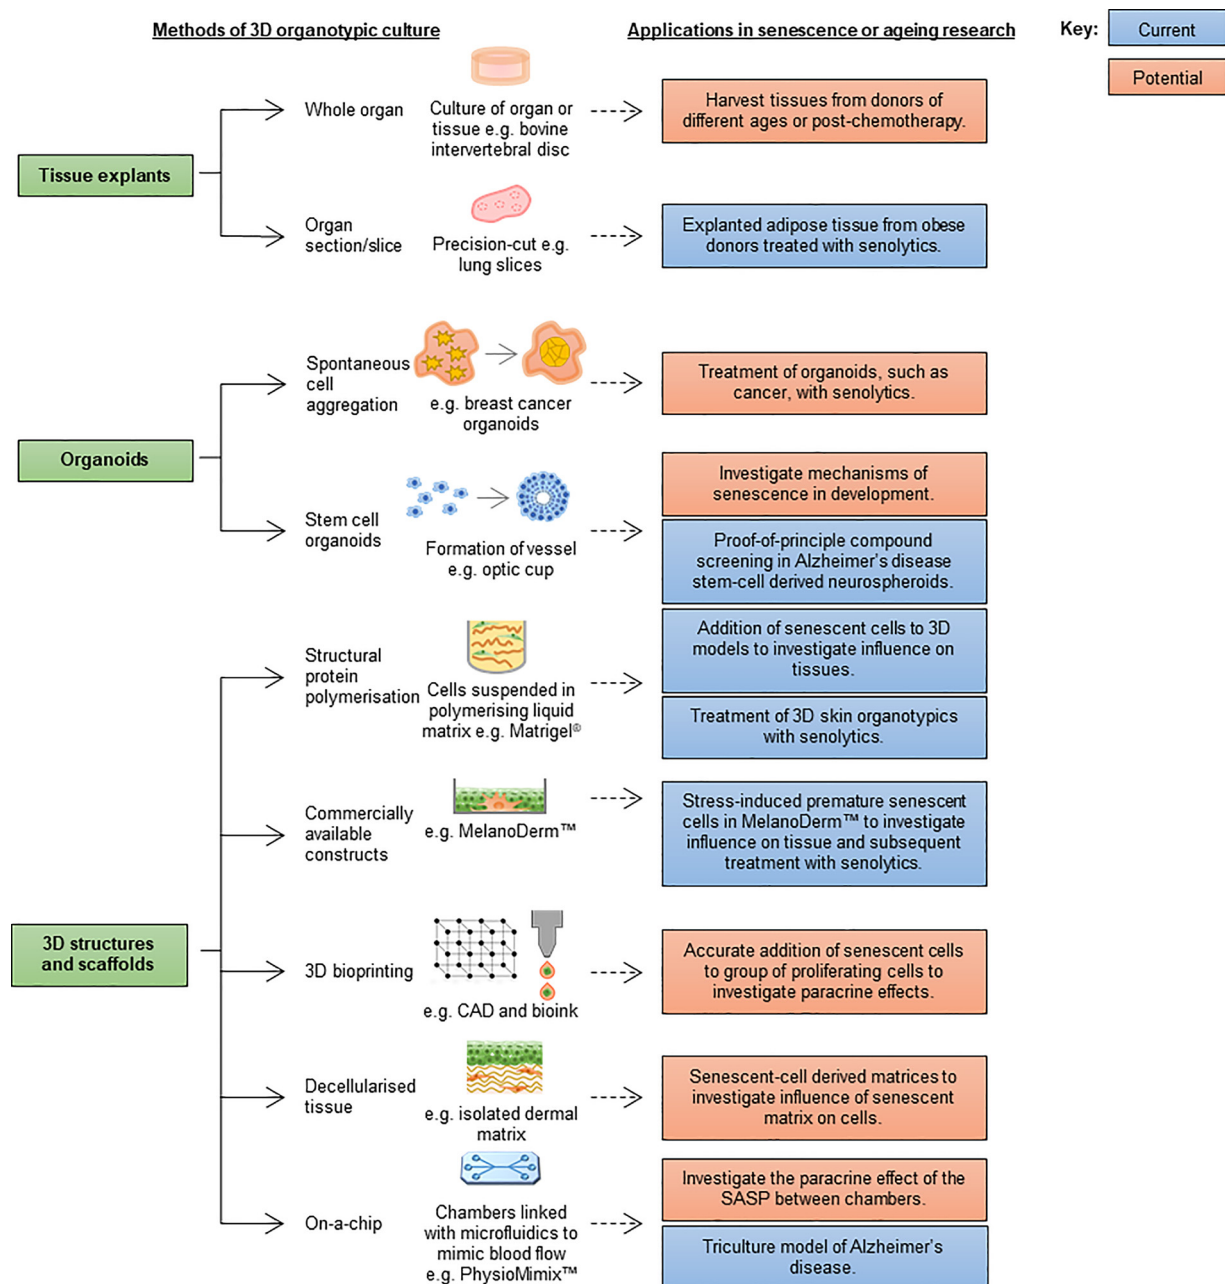 Methods of 3D organotypic culture
Applications in senescence or ageing research
Key:
Current
Potential
Tissue explants
Whole organ
Culture of organ or
tissue e.g. bovine
intervertebral disc
Harvest tissues from donors of
different ages or post-chemotherapy.
Organ
section/slice
Precision-cut e.g.
lung slices
Explanted adipose tissue from obese
donors treated with senolytics.
Organoids
Spontaneous
cell
aggregation
e.g. breast cancer
organoids
Treatment of organoids, such as
cancer, with senolytics.
Stem cell
organoids
Formation of vessel
e.g. optic cup
Investigate mechanisms of
senescence in development.
Proof-of-principle compound
screening in Alzheimer's disease
stem-cell derived neurospheroids.
3D structures
and scaffolds
Structural
protein
polymerisation
Cells suspended in
polymerising liquid
matrix e.g. Matrigel®
Addition of senescent cells to 3D
models to investigate influence on
tissues.
Treatment of 3D skin organotypics
with senolytics.
Commercially
available
constructs
e.g. MelanoDerm™
Stress-induced premature senescent
cells in MelanoDerm™ to investigate
influence on tissue and subsequent
treatment with senolytics.
3D bioprinting
e.g. CAD and bioink
Accurate addition of senescent cells
to group of proliferating cells to
investigate paracrine effects.
Decellularised
tissue
e.g. isolated dermal
matrix
Senescent-cell derived matrices to
investigate influence of senescent
matrix on cells.
On-a-chip
Chambers linked
with microfluidics to
mimic blood flow
e.g. PhysioMimix™
Investigate the paracrine effect of the
SASP between chambers.
Triculture model of Alzheimer's
disease.